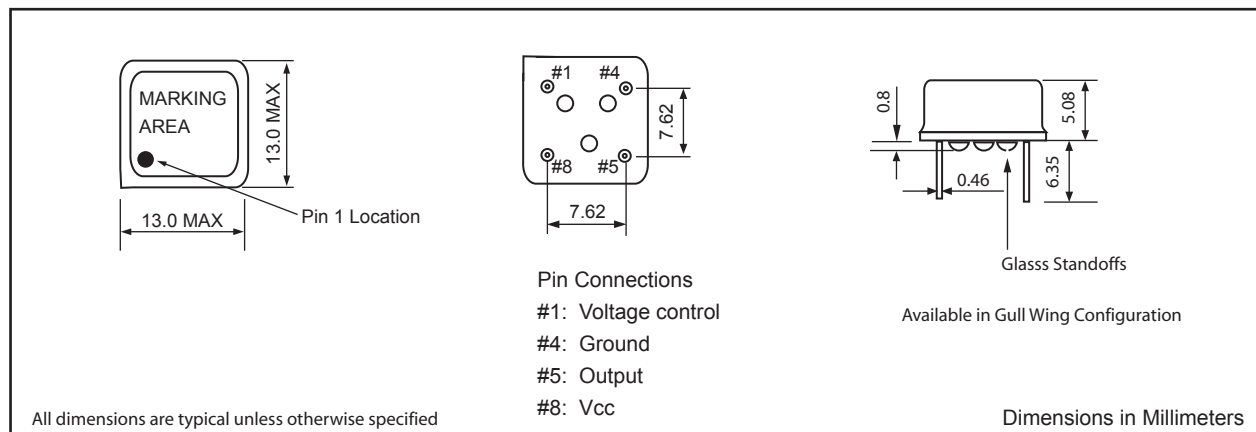 MARKING
AREA
13.0 MAX
13.0 MAX
Pin 1 Location
#1
#4
#8
#5
7.62
7.62
Pin Connections
#1: Voltage control
#4: Ground
#5: Output
#8: Vcc
0.8
5.08
6.35
0.46
Glasss Standoffs
Available in Gull Wing Configuration
All dimensions are typical unless otherwise specified
Dimensions in Millimeters